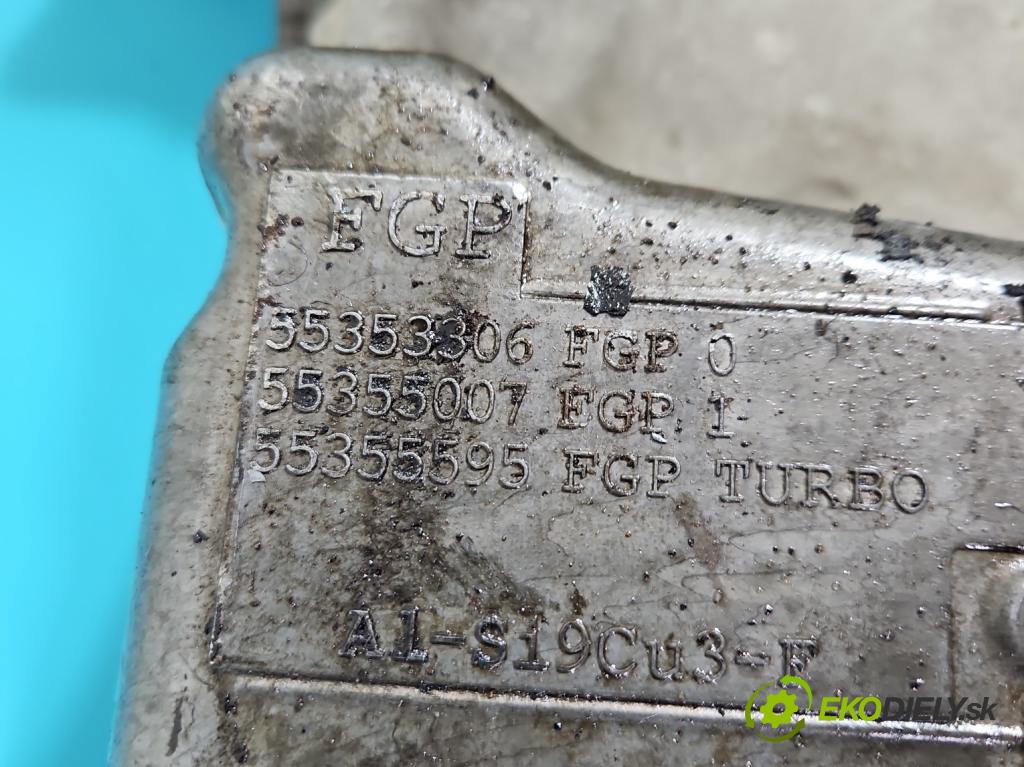 FGP
55353306 FGP 0
55355007 FGP 1
55355595 FGP TURBO
Al-Si9Cu3-F
EKODIELY.sk